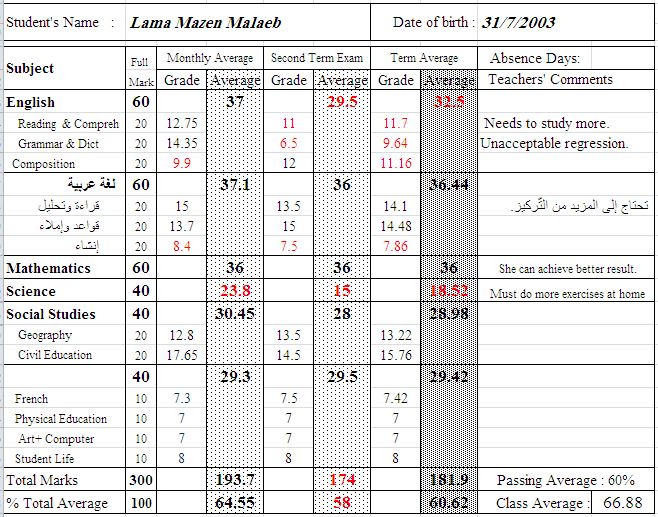 Student's Name : Lama Mazen Malaeb Date of birth : 31/7/2003
Subject Full Mark Monthly Average Second Term Exam Term Average Absence Days:
Grade Average Grade Average Grade Average Teachers' Comments
English 60 37 29.5 32.5
Reading & Compreh 20 12.75 11 11.7 Needs to study more.
Grammar & Dict 20 14.35 6.5 9.64 Unacceptable regression.
Composition 20 9.9 12 11.16
لغة عربية 60 37.1 36 36.44
قراءة وتحليل 20 15 13.5 14.1 تحتاج إلى المزيد من التّركيز.
قواعد وإملاء 20 13.7 15 14.48
إنشاء 20 8.4 7.5 7.86
Mathematics 60 36 36 36 She can achieve better result.
Science 40 23.8 15 18.52 Must do more exercises at home
Social Studies 40 30.45 28 28.98
Geography 20 12.8 13.5 13.22
Civil Education 20 17.65 14.5 15.76
40 29.3 29.5 29.42
French 10 7.3 7.5 7.42
Physical Education 10 7 7 7
Art+ Computer 10 7 7 7
Student Life 10 8 8 8
Total Marks 300 193.7 174 181.9 Passing Average : 60%
% Total Average 100 64.55 58 60.62 Class Average : 66.88